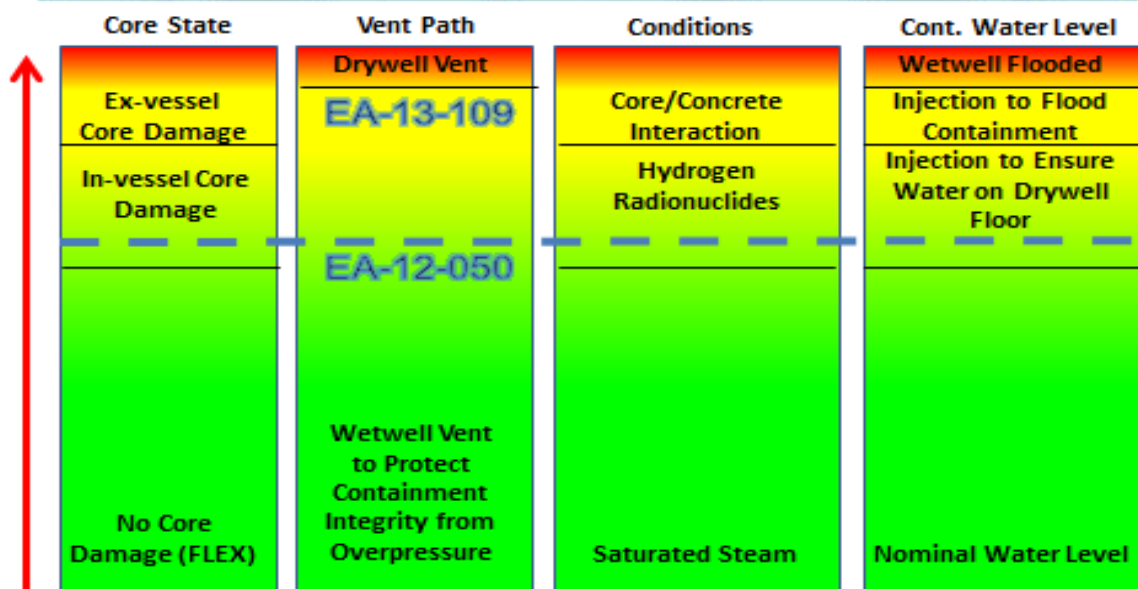 Core State
Ex-vessel
Core Damage
In-vessel Core
Damage
No Core
Damage (FLEX)
Vent Path
Drywell Vent
EA-13-109
EA-12-050
Wetwell Vent
to Protect
Containment
Integrity from
Overpressure
Conditions
Core/Concrete
Interaction
Hydrogen
Radionuclides
Saturated Steam
Cont. Water Level
Wetwell Flooded
Injection to Flood
Containment
Injection to Ensure
Water on Drywell
Floor
Nominal Water Level